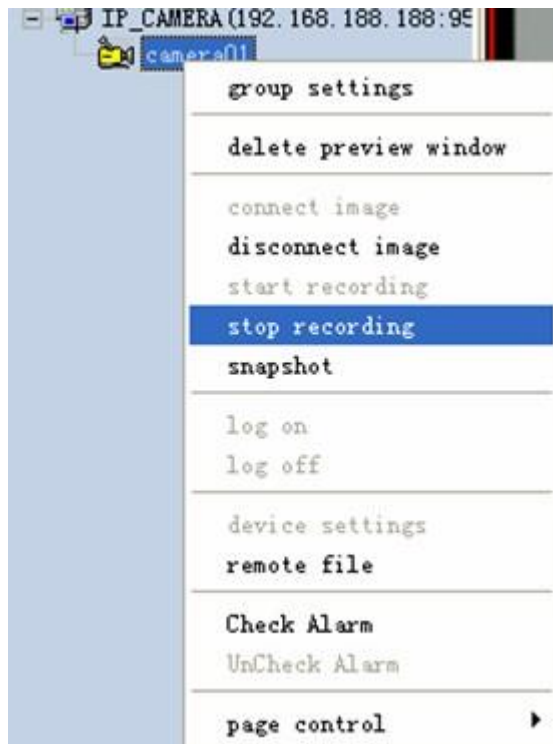 IP_CAMERA(192.168.188.188:95
camera01
group settings
delete preview window
connect image
disconnect image
start recording
stop recording
snapshot
log on
log off
device settings
remote file
Check Alarm
UnCheck Alarm
page control